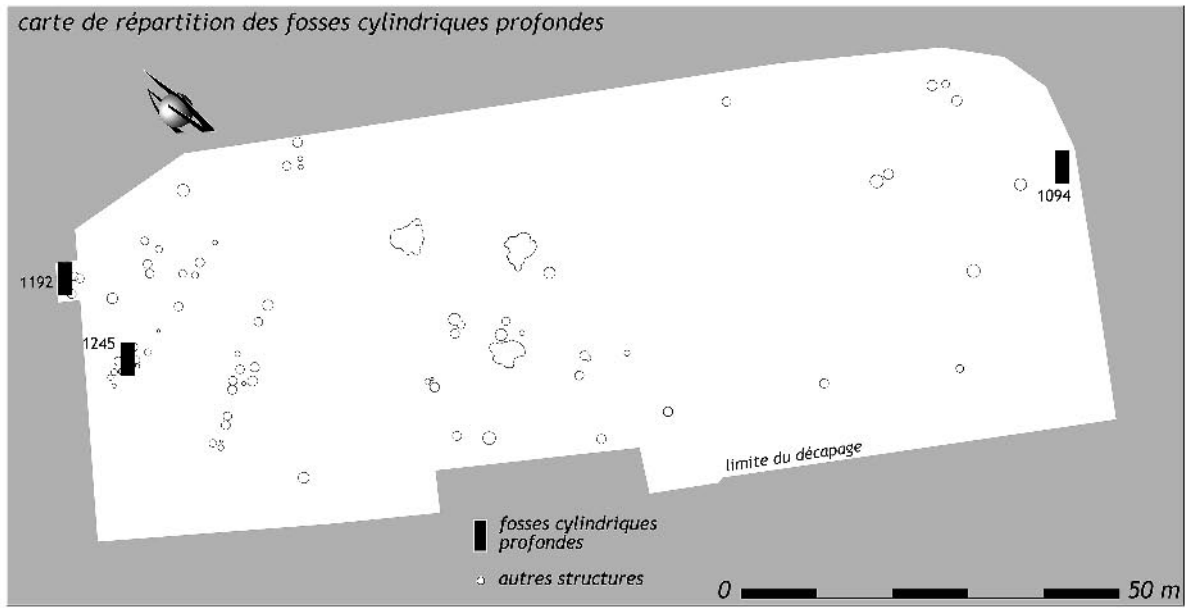 carte de répartition des fosses cylindriques profondes
1094
1192
1245
limite du décapage
fosses cylindriques
profondes
autres structures
0 50 m